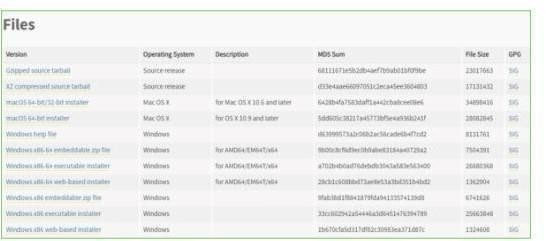 Files
Version Operating System Description MD5 Sum File Size GPG
Gzipped source tarball Source release 68111671e5b2db4aef7b9ab01bf0f9be 23017663 SIG
XZ compressed source tarball Source release d33e4aae66097051c2eca45ee3604803 17131432 SIG
macOS 64-bit/32-bit installer Mac OS X for Mac OS X 10.6 and later 6428b4fa7583daff1a442cba8cee08e6 34898416 SIG
macOS 64-bit installer Mac OS X for OS X 10.9 and later 5dd605c38217a45773bf5e4a936b241f 28082845 SIG
Windows help file Windows d63999573a2c06b2ac56cade6b4f7cd2 8131761 SIG
Windows x86-64 embeddable zip file Windows for AMD64/EM64T/x64 9b00c8cf6d9ec0b9abe83184a40729a2 7504391 SIG
Windows x86-64 executable installer Windows for AMD64/EM64T/x64 a702b4b0ad76debdb3043a583e563400 26680368 SIG
Windows x86-64 web-based installer Windows for AMD64/EM64T/x64 28cb1c608bbd73ae8e53a3bd351b4bd2 1362904 SIG
Windows x86 embeddable zip file Windows 9fab3b81f8841879fda94133574139d8 6741626 SIG
Windows x86 executable installer Windows 33cc602942a54446a3d6451476394789 25663848 SIG
Windows x86 web-based installer Windows 1b670cfa5d317df82c30983ea371d87c 1324608 SIG